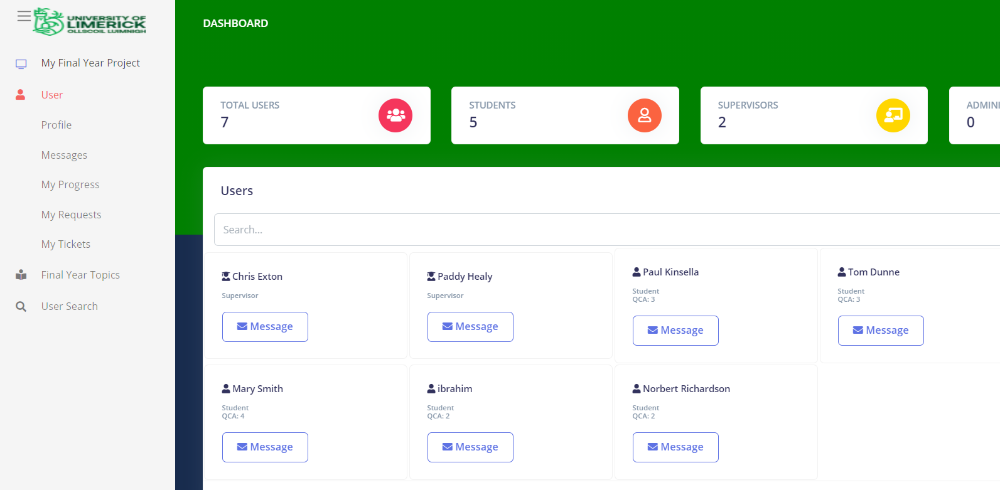 UNIVERSITY OF
LIMERICK
OLLSCOIL LUIMNIGH
My Final Year Project
User
Profile
Messages
My Progress
My Requests
My Tickets
Final Year Topics
User Search
DASHBOARD
TOTAL USERS
7
STUDENTS
5
SUPERVISORS
2
ADMINI
0
Users
Search...
Chris Exton
Supervisor
Message
Paddy Healy
Supervisor
Message
Paul Kinsella
Student
QCA: 3
Message
Tom Dunne
Student
QCA: 3
Message
Mary Smith
Student
QCA: 4
Message
ibrahim
Student
QCA: 2
Message
Norbert Richardson
Student
QCA: 2
Message